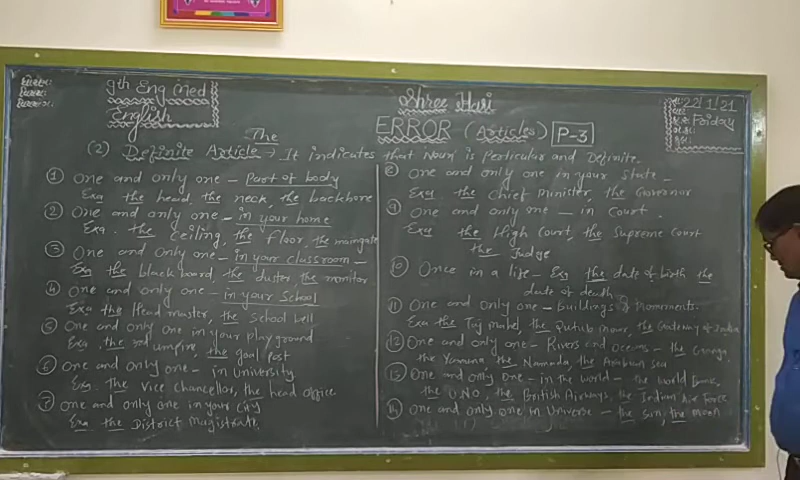 9th Eng Med
English
Shree Hari
22/1/21
Friday
ERROR (Articles) P-3
The
(2) Definite Article → It indicates that Noun is Particular and Definite.
① One and only one - Part of body
Exa the head, the neck, the backbone
② One and only one - in your home
Exa. the ceiling, the floor, the maingate
③ One and only one - in your classroom -
Exa the blackboard, the duster, the monitor
④ One and only one - in your School
Exa the Head master, the School bell
⑤ One and only one in your play ground
Exa. the umpire, the goal post
⑥ One and only one - in University
Exa. The Vice Chancellor, the head office
⑦ One and only one in your City
Exa the District Magistrate.
⑧ One and only one in your State -
Exa. the Chief Minister, the Governor
⑨ One and only one - in Court.
Exa the High Court, the Supreme Court
the Judge
⑩ Once in a life - Exa the date of birth the
date of death
⑪ One and only one - buildings & monuments.
Exa the Taj Mahel, the Qutub Minar, the Gateway of India
⑫ One and only one - Rivers and Oceans - the Ganga,
the Yamuna the Narmada, the Arabian Sea
⑬ One and only One - in the world - the World Bank,
the U.N.O, the British Airways, the Indian Air Force
⑭ One and only one in Universe - the sun, the moon